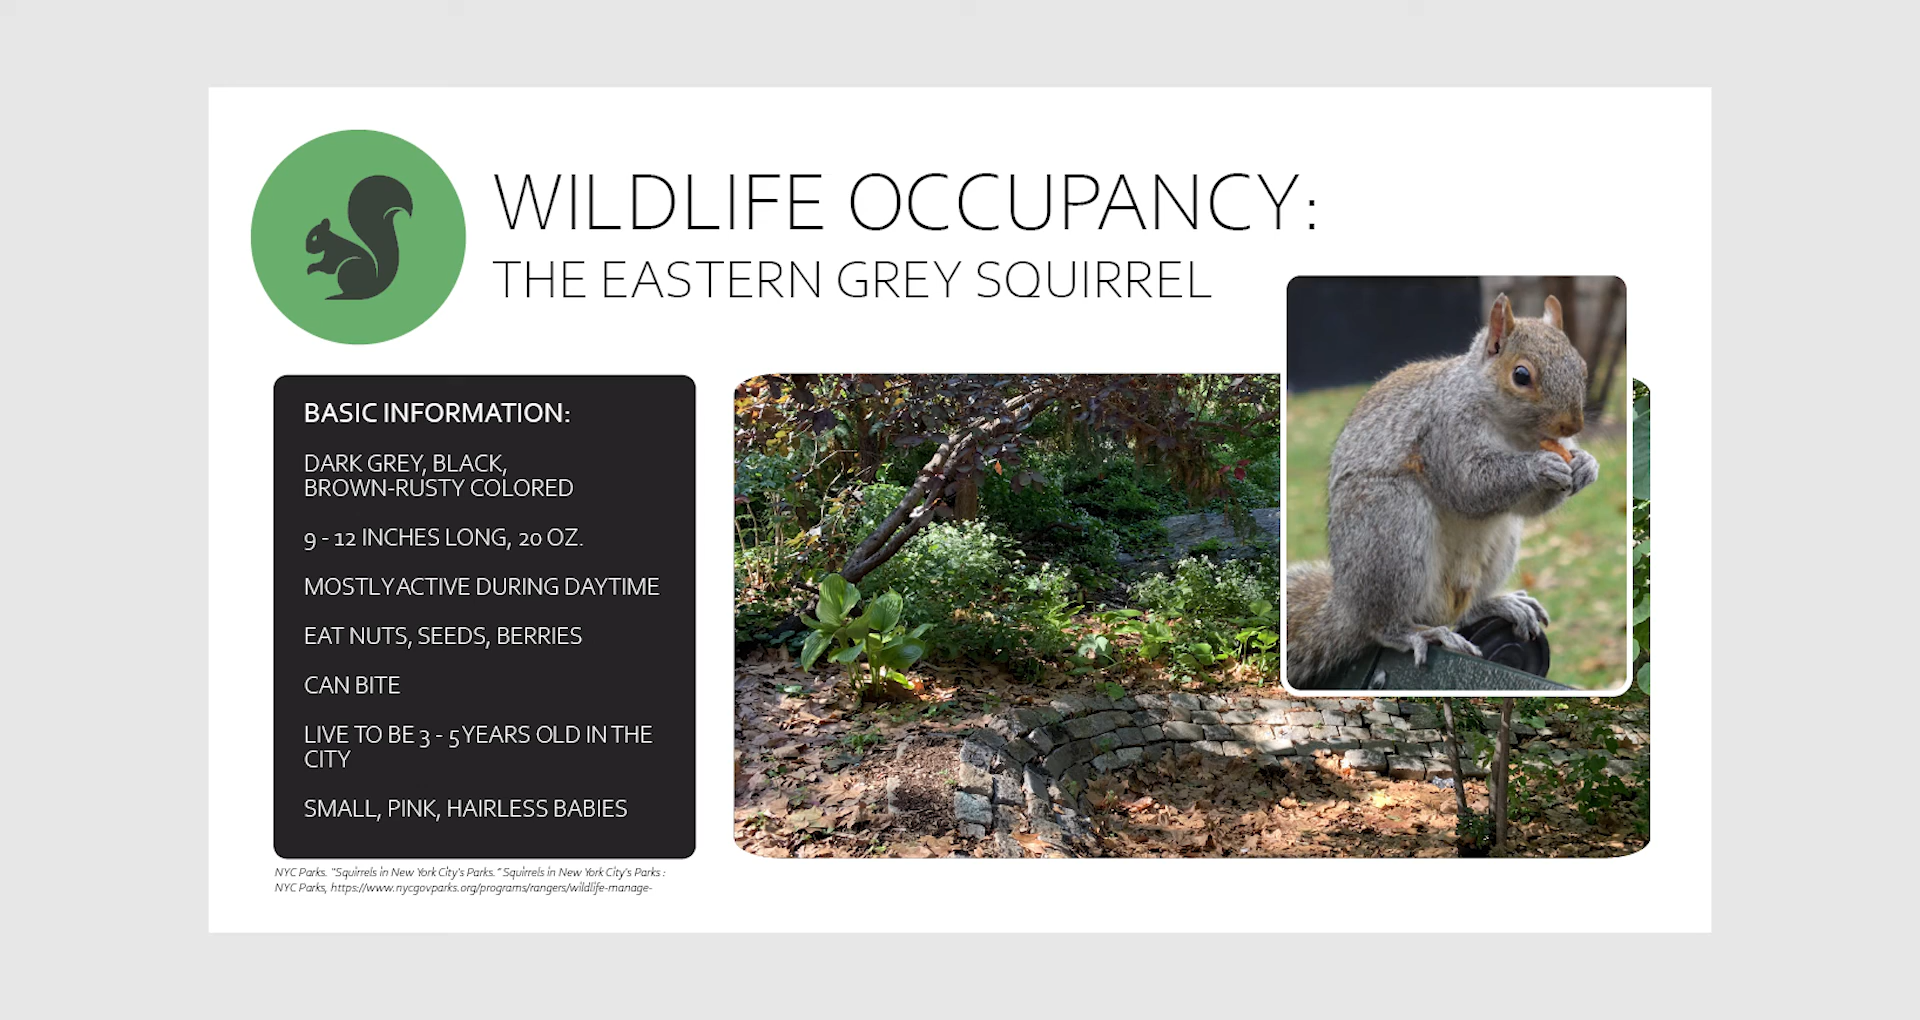 WILDLIFE OCCUPANCY:
THE EASTERN GREY SQUIRREL
BASIC INFORMATION:
DARK GREY, BLACK,
BROWN-RUSTY COLORED
9 - 12 INCHES LONG, 20 OZ.
MOSTLY ACTIVE DURING DAYTIME
EAT NUTS, SEEDS, BERRIES
CAN BITE
LIVE TO BE 3 - 5 YEARS OLD IN THE
CITY
SMALL, PINK, HAIRLESS BABIES
NYC Parks. "Squirrels in New York City's Parks." Squirrels in New York City's Parks :
NYC Parks, https://www.nycgovparks.org/programs/rangers/wildlife-manage-